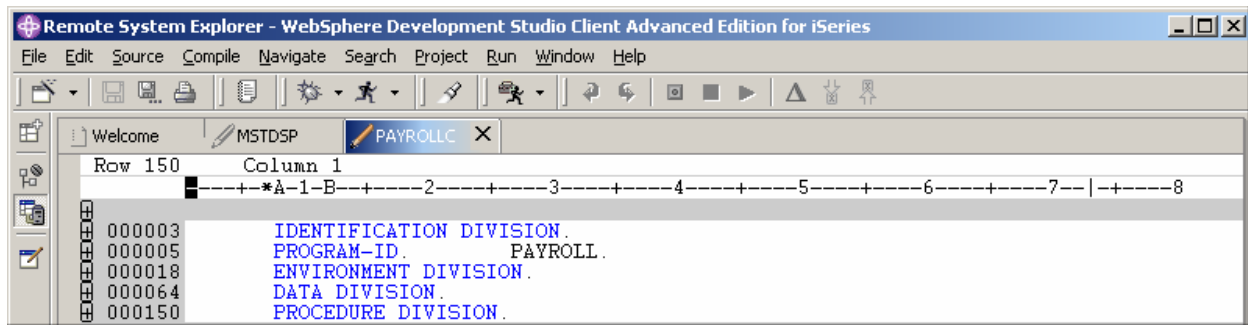 Remote System Explorer - WebSphere Development Studio Client Advanced Edition for iSeries
File Edit Source Compile Navigate Search Project Run Window Help
Welcome MSTDSP PAYROLLC
Row 150 Column 1
----+-*A-1-B--+----2----+----3----+----4----+----5----+----6----+----7--|-+----8
000003 IDENTIFICATION DIVISION.
000005 PROGRAM-ID. PAYROLL.
000018 ENVIRONMENT DIVISION.
000064 DATA DIVISION.
000150 PROCEDURE DIVISION.